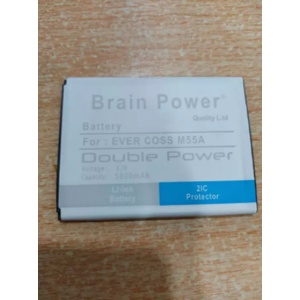 Brain Power®
Quality Ltd
Battery
For : EVER COSS M55A
Double Power
Li-ion
Battery
2IC
Protector